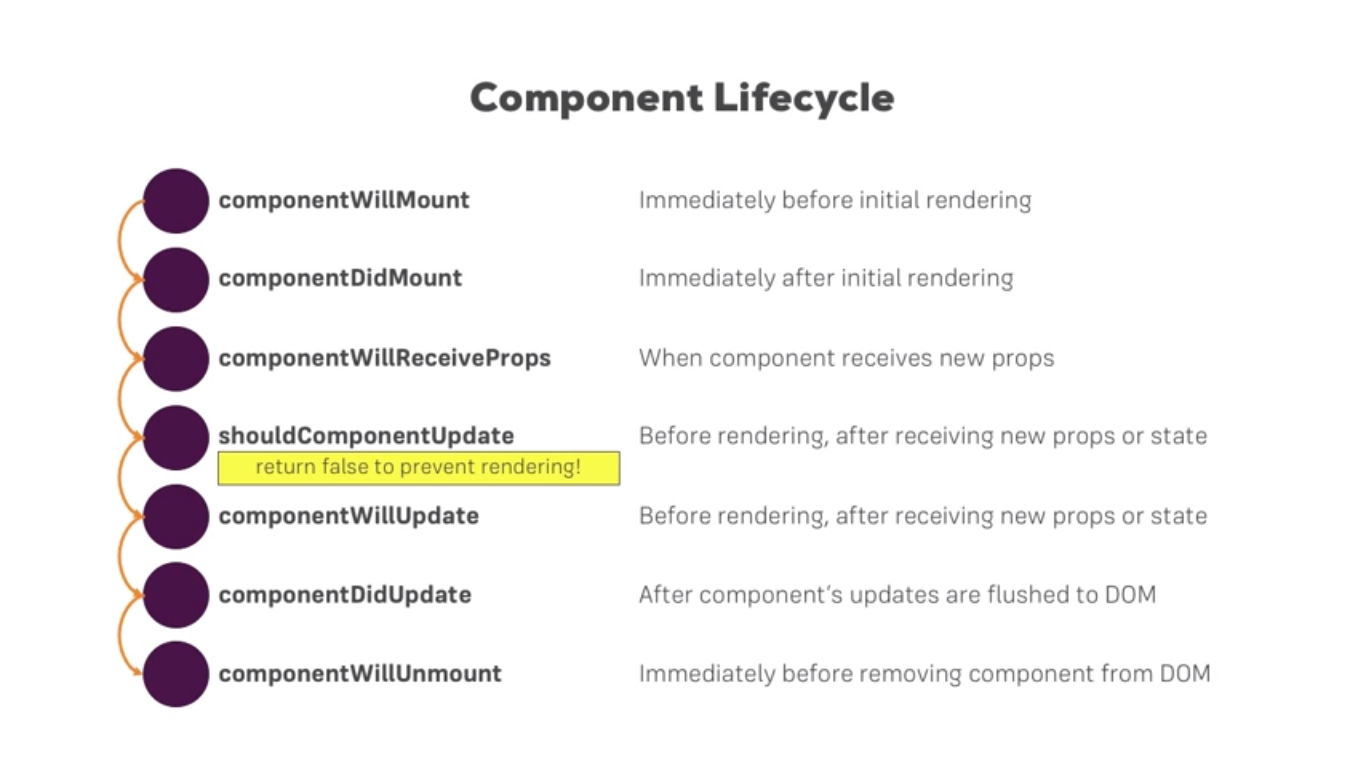 Component Lifecycle
componentWillMount Immediately before initial rendering
componentDidMount Immediately after initial rendering
componentWillReceiveProps When component receives new props
shouldComponentUpdate Before rendering, after receiving new props or state
return false to prevent rendering!
componentWillUpdate Before rendering, after receiving new props or state
componentDidUpdate After component’s updates are flushed to DOM
componentWillUnmount Immediately before removing component from DOM